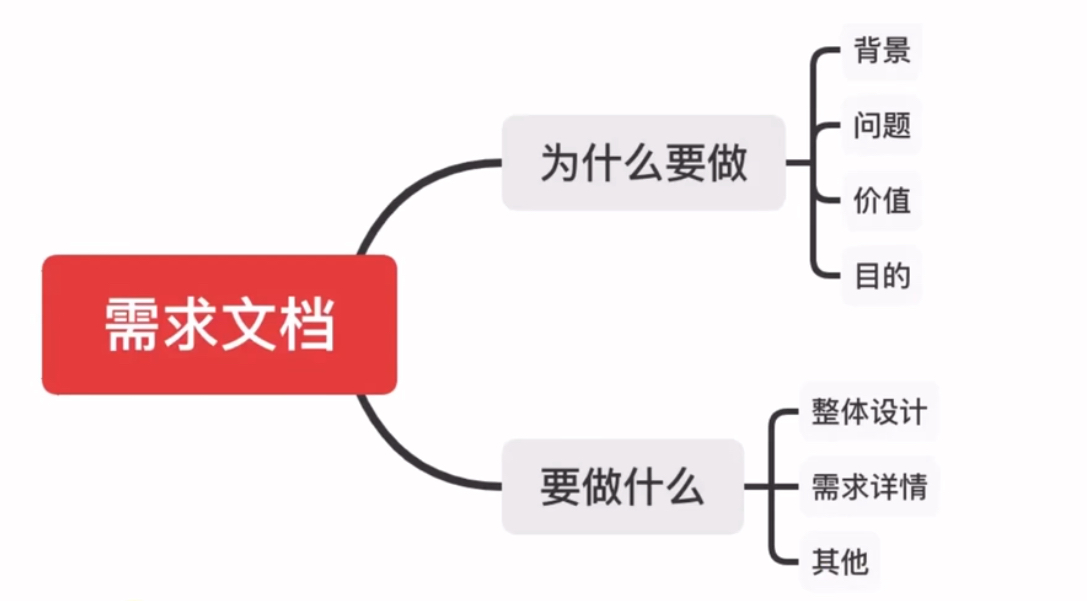 需求文档
为什么要做
背景
问题
价值
目的
要做什么
整体设计
需求详情
其他